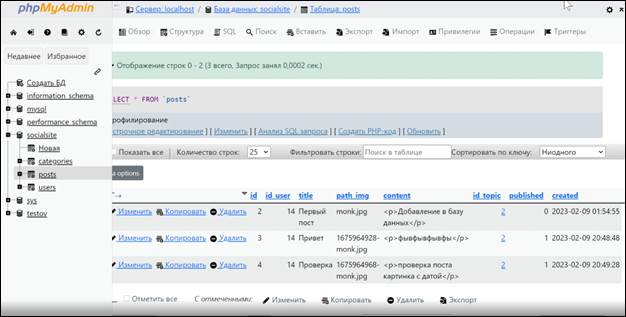 phpMyAdmin
Сервер: localhost / База данных: socialsite / Таблица: posts
Обзор Структура SQL Поиск Вставить Экспорт Импорт Привилегии Операции Триггеры
Недавнее Избранное
Создать БД
information_schema
mysql
performance_schema
socialsite
Новая
categories
posts
users
sys
testov
Отображение строк 0 - 2 (3 всего, Запрос занял 0,0002 сек.)
LECT * FROM `posts`
рофилирование
строчное редактирование ] [ Изменить ] [ Анализ SQL запроса ] [ Создать PHP-код ] [ Обновить ]
Показать все Количество строк: 25 Фильтровать строки: Поиск в таблице Сортировать по ключу: Ниодного
options
id id_user title path_img content id_topic published created
Изменить Копировать Удалить 2 14 Первый пост monk.jpg <p>Добавление в базу данных</p> 2 0 2023-02-09 01:54:55
Изменить Копировать Удалить 3 14 Привет 1675964928-monk.jpg <p>фывфывфывфы</p> 2 1 2023-02-09 20:48:48
Изменить Копировать Удалить 4 14 Проверка 1675964968-monk.jpg <p>проверка поста картинка с датой</p> 2 1 2023-02-09 20:49:28
Отметить все С отмеченными: Изменить Копировать Удалить Экспорт